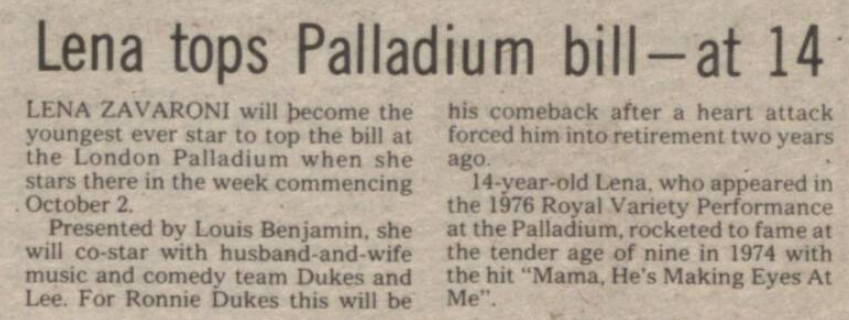 Lena tops Palladium bill—at 14
LENA ZAVARONI will become the
youngest ever star to top the bill at
the London Palladium when she
stars there in the week commencing
October 2.
Presented by Louis Benjamin, she
will co-star with husband-and-wife
music and comedy team Dukes and
Lee. For Ronnie Dukes this will be
his comeback after a heart attack
forced him into retirement two years
ago.
14-year-old Lena, who appeared in
the 1976 Royal Variety Performance
at the Palladium, rocketed to fame at
the tender age of nine in 1974 with
the hit "Mama, He's Making Eyes At
Me".